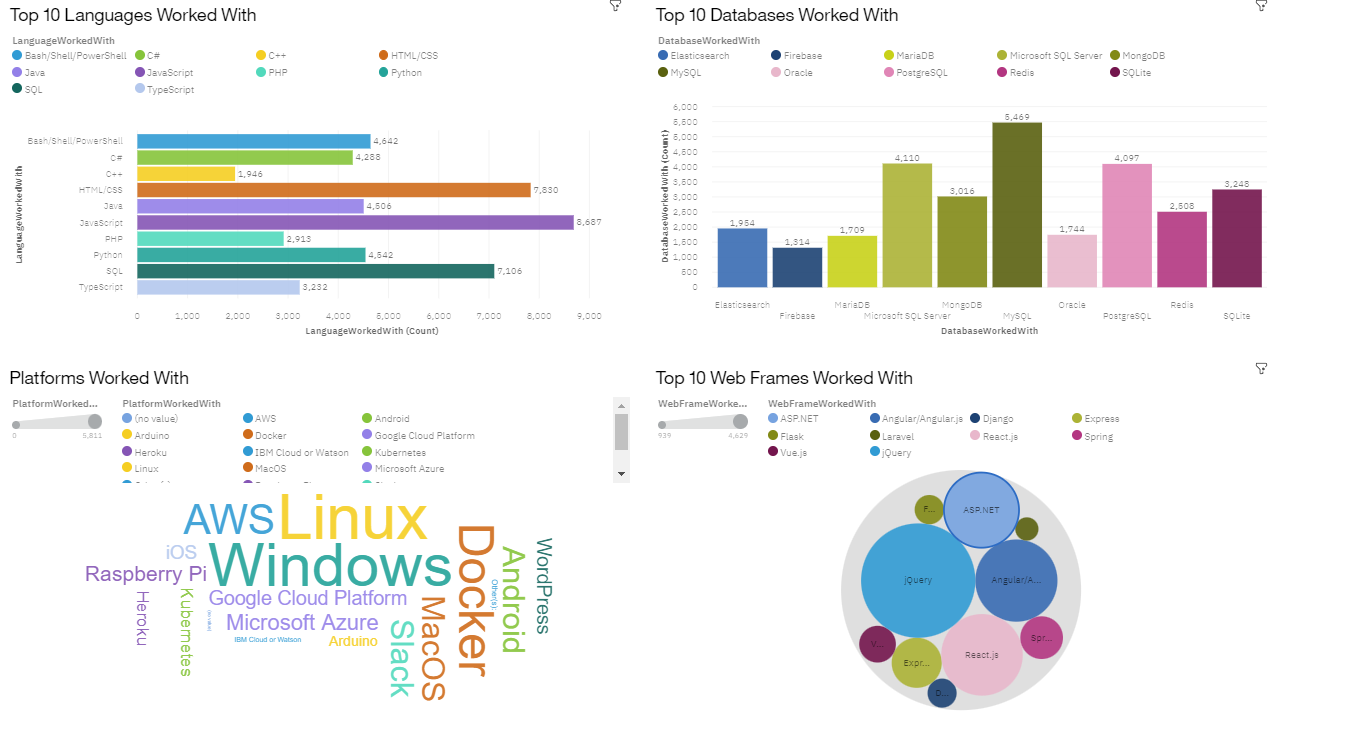 Top 10 Languages Worked With
LanguageWorkedWith
Bash/Shell/PowerShell C# C++ HTML/CSS
Java JavaScript PHP Python
SQL TypeScript
LanguageWorkedWith
Bash/Shell/PowerShell 4,642
C# 4,288
C++ 1,946
HTML/CSS 7,830
Java 4,506
JavaScript 8,687
PHP 2,913
Python 4,542
SQL 7,106
TypeScript 3,232
0 1,000 2,000 3,000 4,000 5,000 6,000 7,000 8,000 9,000
LanguageWorkedWith (Count)
Top 10 Databases Worked With
DatabaseWorkedWith
Elasticsearch Firebase MariaDB Microsoft SQL Server MongoDB
MySQL Oracle PostgreSQL Redis SQLite
DatabaseWorkedWith (Count)
6,000
5,500
5,000
4,500
4,000
3,500
3,000
2,500
2,000
1,500
1,000
500
0
1,954 1,314 1,709 4,110 3,016 5,469 1,744 4,097 2,508 3,248
Elasticsearch MariaDB MongoDB Oracle Redis
Firebase Microsoft SQL Server MySQL PostgreSQL SQLite
DatabaseWorkedWith
Platforms Worked With
PlatformWorked...
0 5,811
PlatformWorkedWith
(no value) AWS Android
Arduino Docker Google Cloud Platform
Heroku IBM Cloud or Watson Kubernetes
Linux MacOS Microsoft Azure
AWS
Linux
iOS
Windows
Raspberry Pi
Docker
Android
WordPress
Other(s):
Heroku
Kubernetes
(no value)
Google Cloud Platform
Microsoft Azure
IBM Cloud or Watson
Arduino
Slack
MacOS
Top 10 Web Frames Worked With
WebFrameWorke...
939 4,629
WebFrameWorkedWith
ASP.NET Angular/Angular.js Django Express
Flask Laravel React.js Spring
Vue.js jQuery
F...
ASP.NET
jQuery
Angular/A...
V...
Expr...
React.js
Spr...
D...